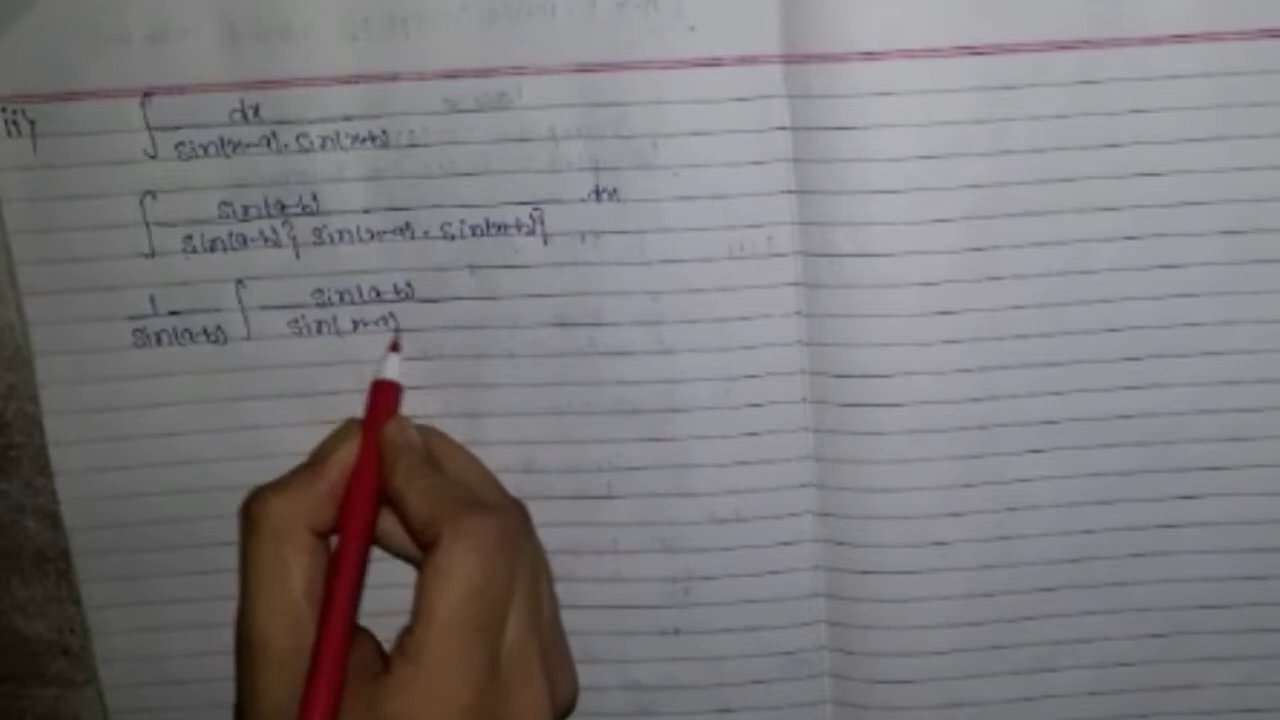 ii) ∫ dx / sin(x-a). sin(x-b)
∫ sin(a-b) / sin(a-b){ sin(x-a). sin(x-b)} .dx
1 / sin(a-b) ∫ sin(a-b) / sin(x-a)